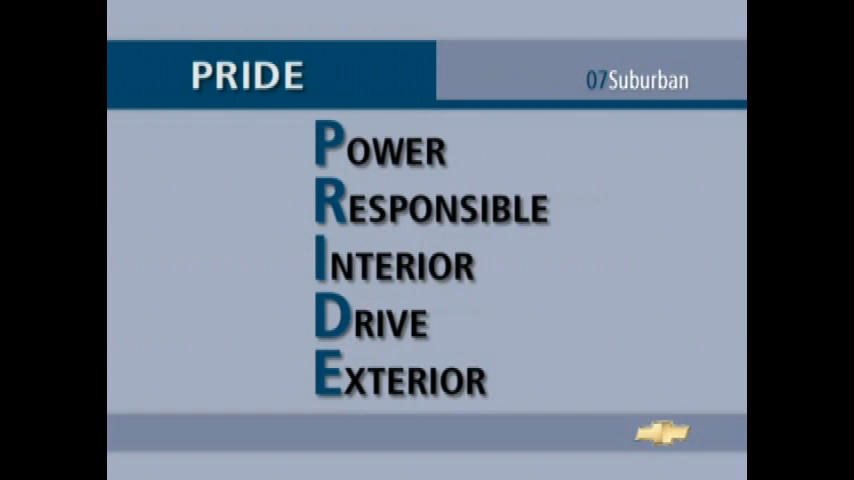 PRIDE
07Suburban
POWER
RESPONSIBLE
INTERIOR
DRIVE
EXTERIOR